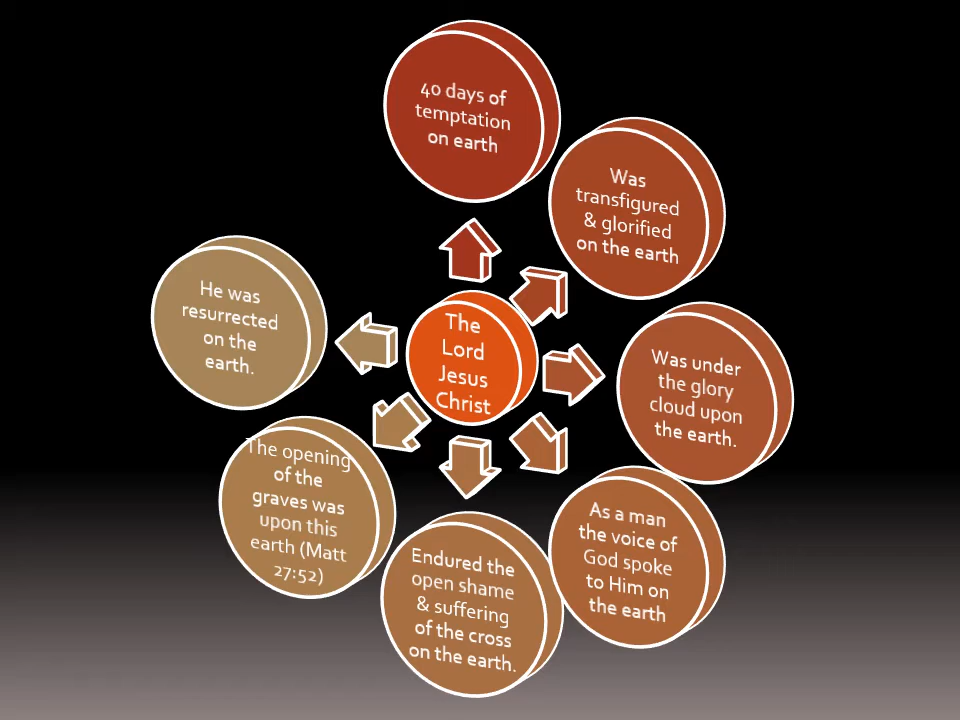 40 days of
temptation
on earth
Was
transfigured
& glorified
on the earth
Was under
the glory
cloud upon
the earth.
As a man
the voice of
God spoke
to Him on
the earth
Endured the
open shame
& suffering
of the cross
on the earth.
The opening
of the
graves was
upon this
earth (Matt
27:52)
He was
resurrected
on the
earth.
The
Lord
Jesus
Christ